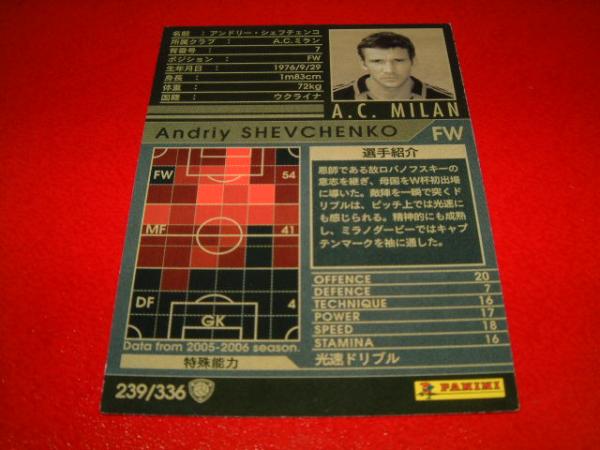 名前 : アンドリー・シェフチェンコ
所属クラブ : A.C.ミラン
背番号 : 7
ポジション : FW
生年月日 : 1976/9/29
身長 : 1m83cm
体重 : 72kg
国籍 : ウクライナ
A.C. MILAN
Andriy SHEVCHENKO FW
FW 54
MF 41
DF 4
GK
Data from 2005-2006 season.
選手紹介
恩師である故ロバノフスキーの
意志を継ぎ、母国をW杯初出場
に導いた。敵陣を一瞬で突くド
リブルは、ピッチ上では光速に
も感じられる。精神的にも成熟
し、ミラノダービーではキャプ
テンマークを袖に通した。
OFFENCE 20
DEFENCE 7
TECHNIQUE 16
POWER 17
SPEED 18
STAMINA 16
特殊能力 光速ドリブル
239/336
PANINI